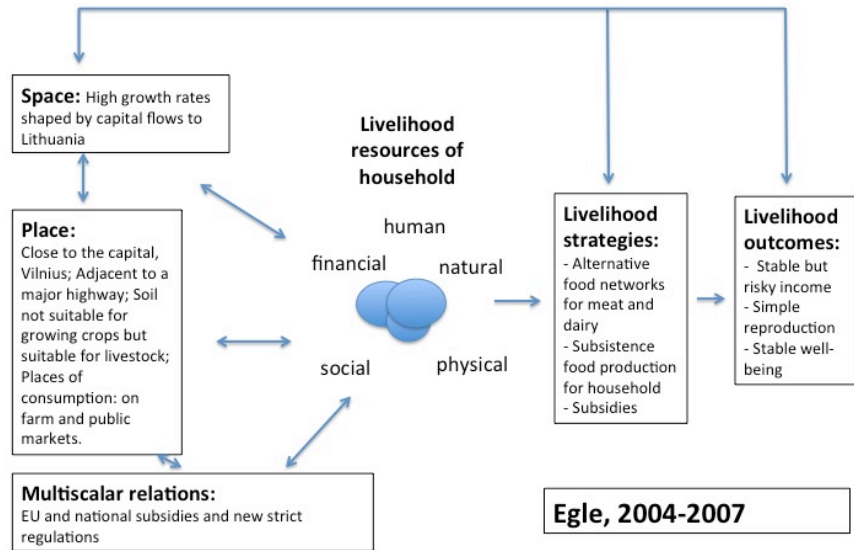 Space: High growth rates
shaped by capital flows to
Lithuania
Place:
Close to the capital,
Vilnius; Adjacent to a
major highway; Soil
not suitable for
growing crops but
suitable for livestock;
Places of
consumption: on
farm and public
markets.
Multiscalar relations:
EU and national subsidies and new strict
regulations
Livelihood
resources of
household
human
financial
natural
social
physical
Livelihood
strategies:
- Alternative
food networks
for meat and
dairy
- Subsistence
food production
for household
- Subsidies
Livelihood
outcomes:
- Stable but
risky income
- Simple
reproduction
- Stable well-
being
Egle, 2004-2007